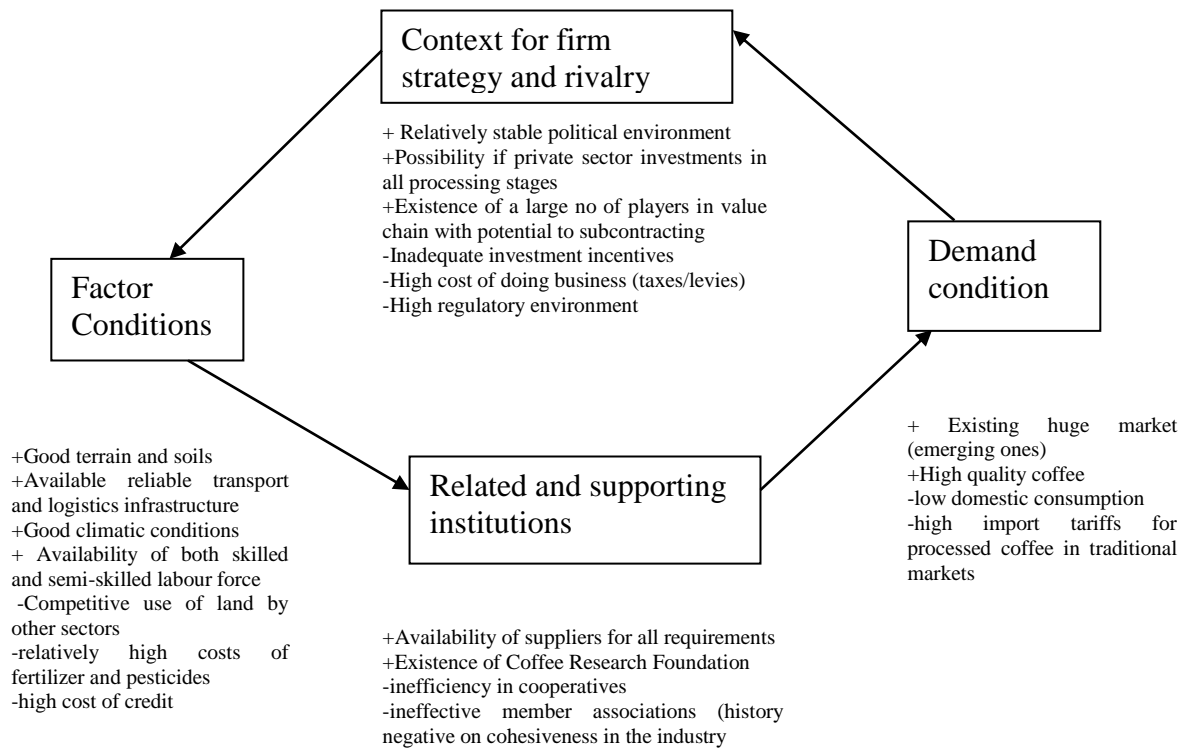 Context for firm
strategy and rivalry
+ Relatively stable political environment
+Possibility if private sector investments in
all processing stages
+Existence of a large no of players in value
chain with potential to subcontracting
-Inadequate investment incentives
-High cost of doing business (taxes/levies)
-High regulatory environment
Factor
Conditions
+Good terrain and soils
+Available reliable transport
and logistics infrastructure
+Good climatic conditions
+ Availability of both skilled
and semi-skilled labour force
-Competitive use of land by
other sectors
-relatively high costs of
fertilizer and pesticides
-high cost of credit
Related and supporting
institutions
+Availability of suppliers for all requirements
+Existence of Coffee Research Foundation
-inefficiency in cooperatives
-ineffective member associations (history
negative on cohesiveness in the industry
Demand
condition
+ Existing huge market
(emerging ones)
+High quality coffee
-low domestic consumption
-high import tariffs for
processed coffee in traditional
markets